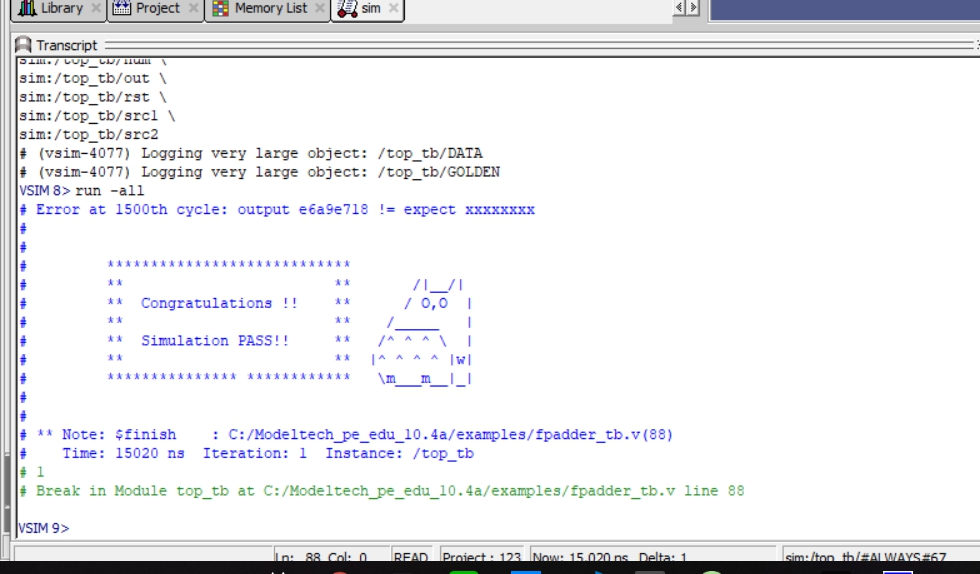 Library Project Memory List sim
Transcript
sim:/top_tb/num \
sim:/top_tb/out \
sim:/top_tb/rst \
sim:/top_tb/src1 \
sim:/top_tb/src2
# (vsim-4077) Logging very large object: /top_tb/DATA
# (vsim-4077) Logging very large object: /top_tb/GOLDEN
VSIM 8> run -all
# Error at 1500th cycle: output e6a9e718 != expect xxxxxxxx
#
#
#        ****************************
#        **                        **       /|__/|
#        **  Congratulations !!    **      / O,O  |
#        **                        **    /_____   |
#        **  Simulation PASS!!     **   /^ ^ ^ \  |
#        **                        **  |^ ^ ^ ^ |w|
#        *************** ************   \m___m__|_|
#
#
# ** Note: $finish    : C:/Modeltech_pe_edu_10.4a/examples/fpadder_tb.v(88)
#    Time: 15020 ns  Iteration: 1  Instance: /top_tb
# 1
# Break in Module top_tb at C:/Modeltech_pe_edu_10.4a/examples/fpadder_tb.v line 88
VSIM 9>
Ln: 88 Col: 0 READ Project : 123 Now: 15,020 ns Delta: 1 sim:/top_tb/#ALWAYS#67